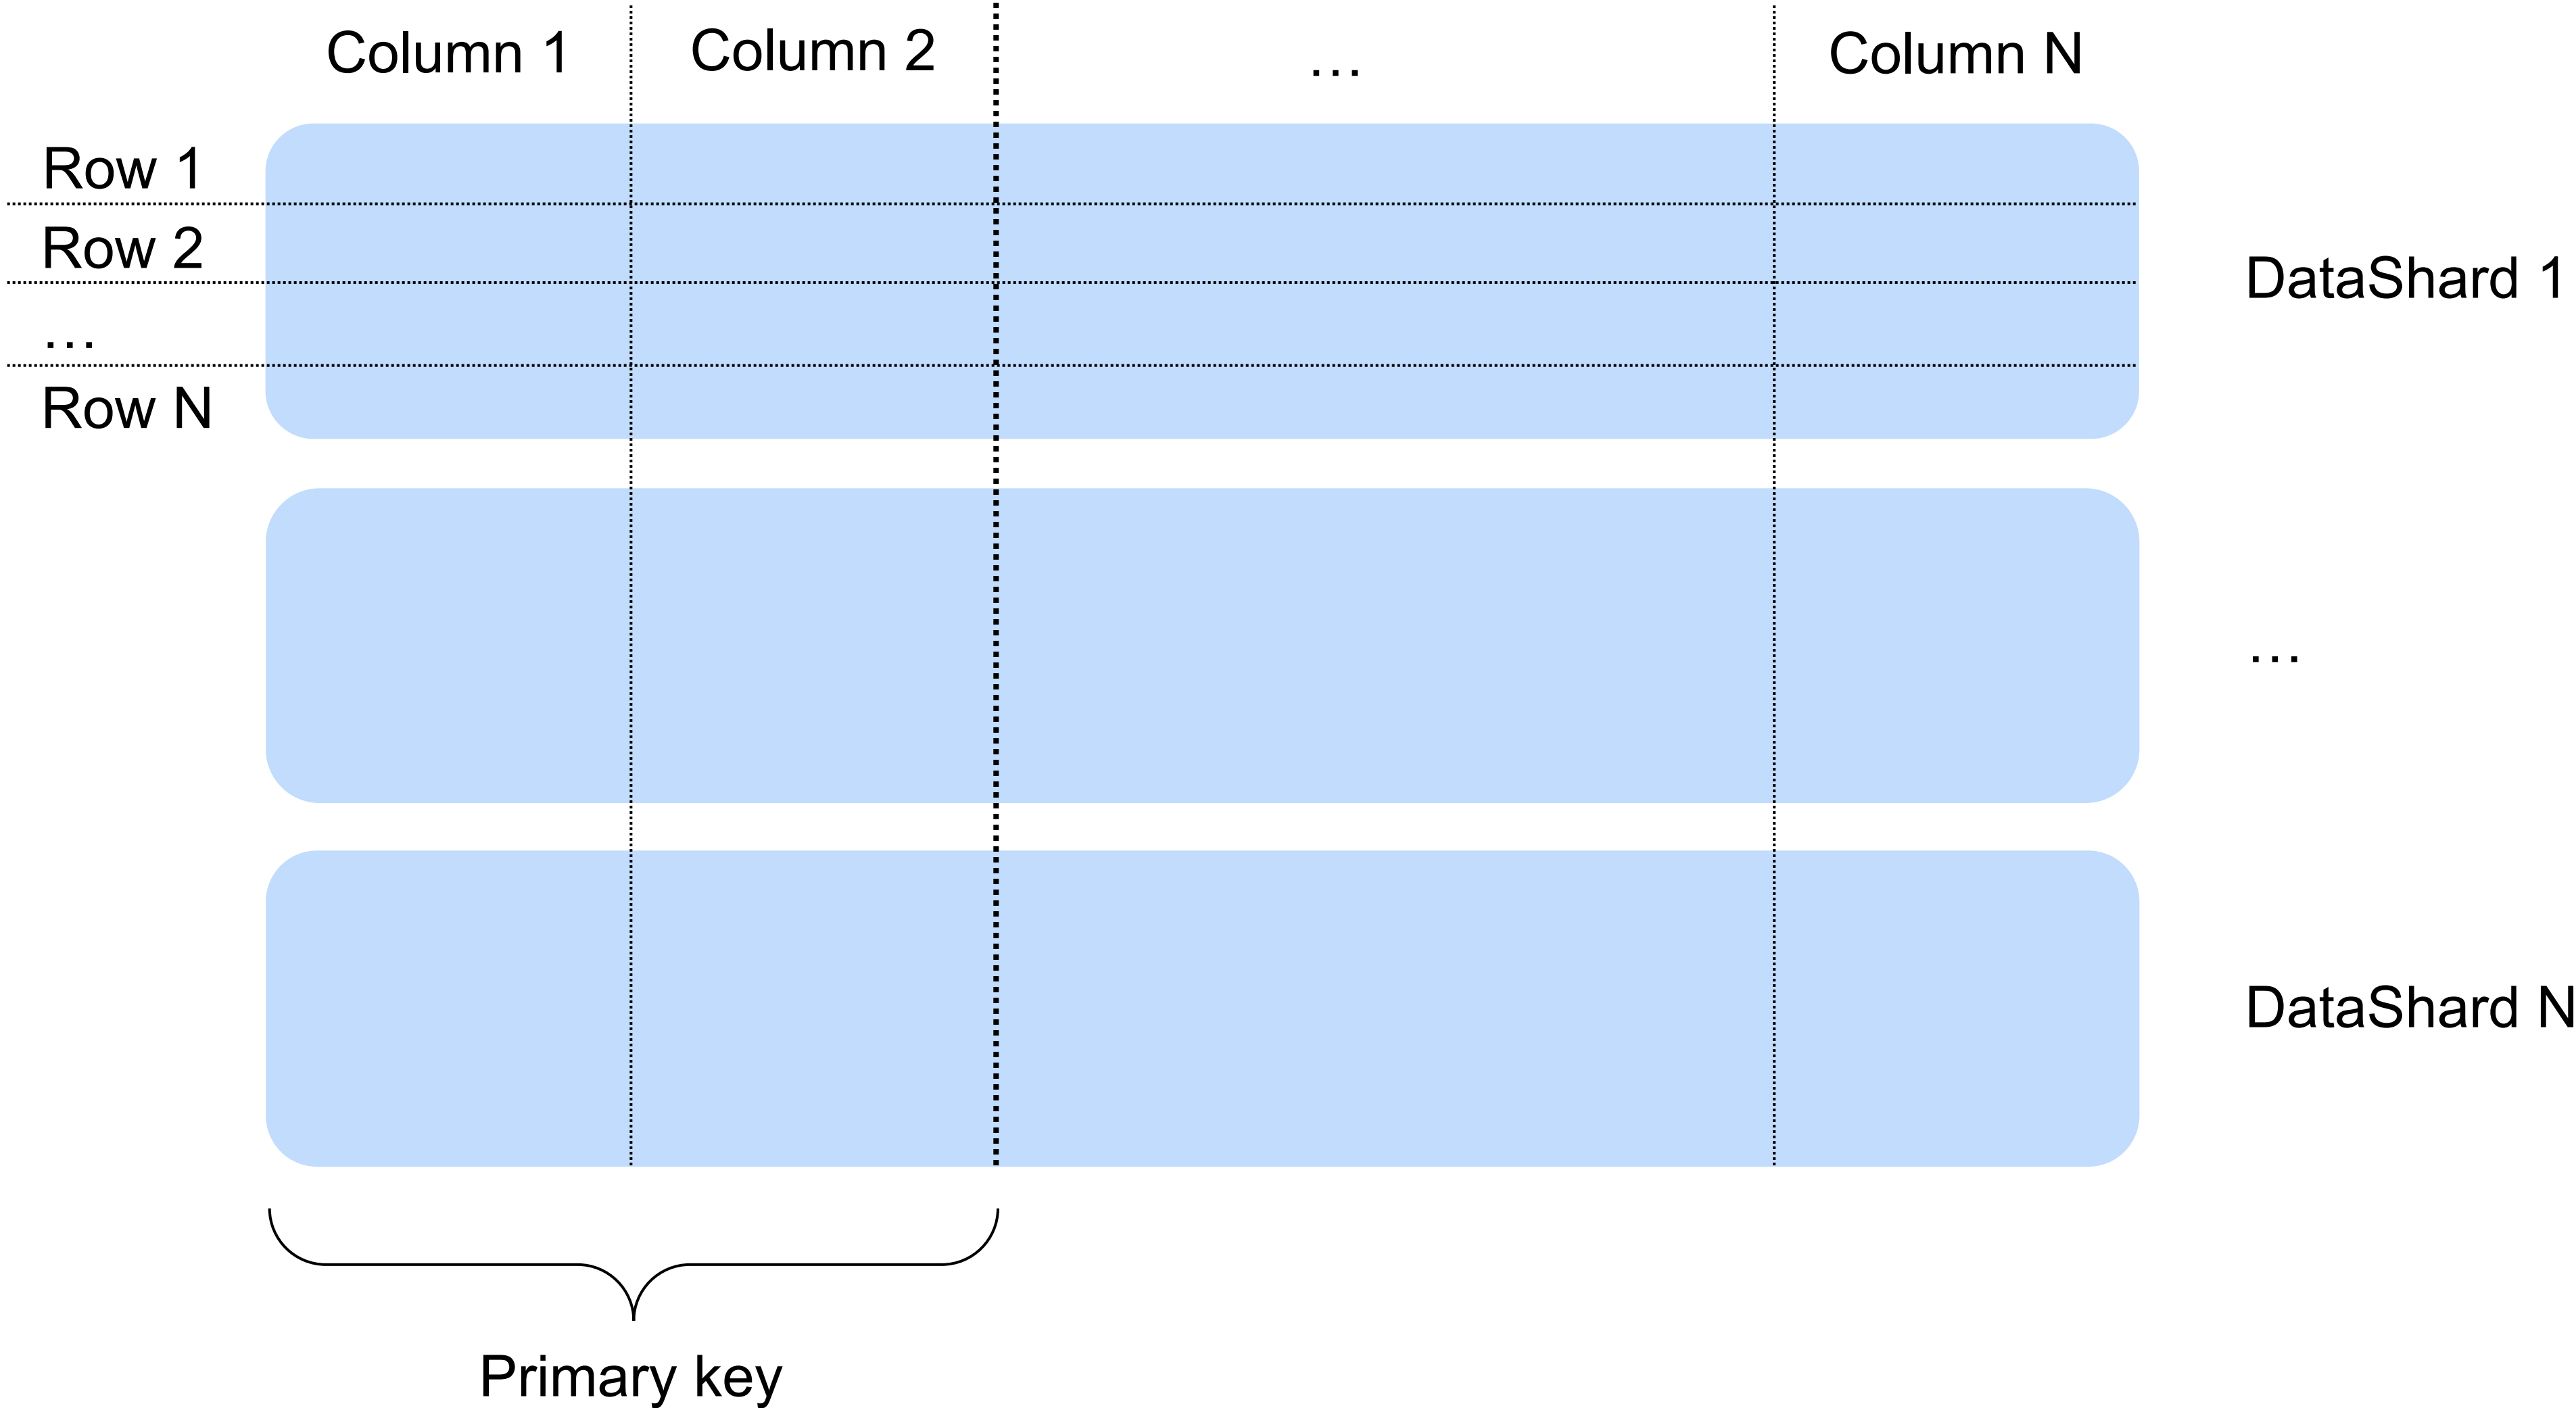 Column 1
Column 2
…
Column N
Row 1
Row 2
…
Row N
DataShard 1
…
DataShard N
Primary key